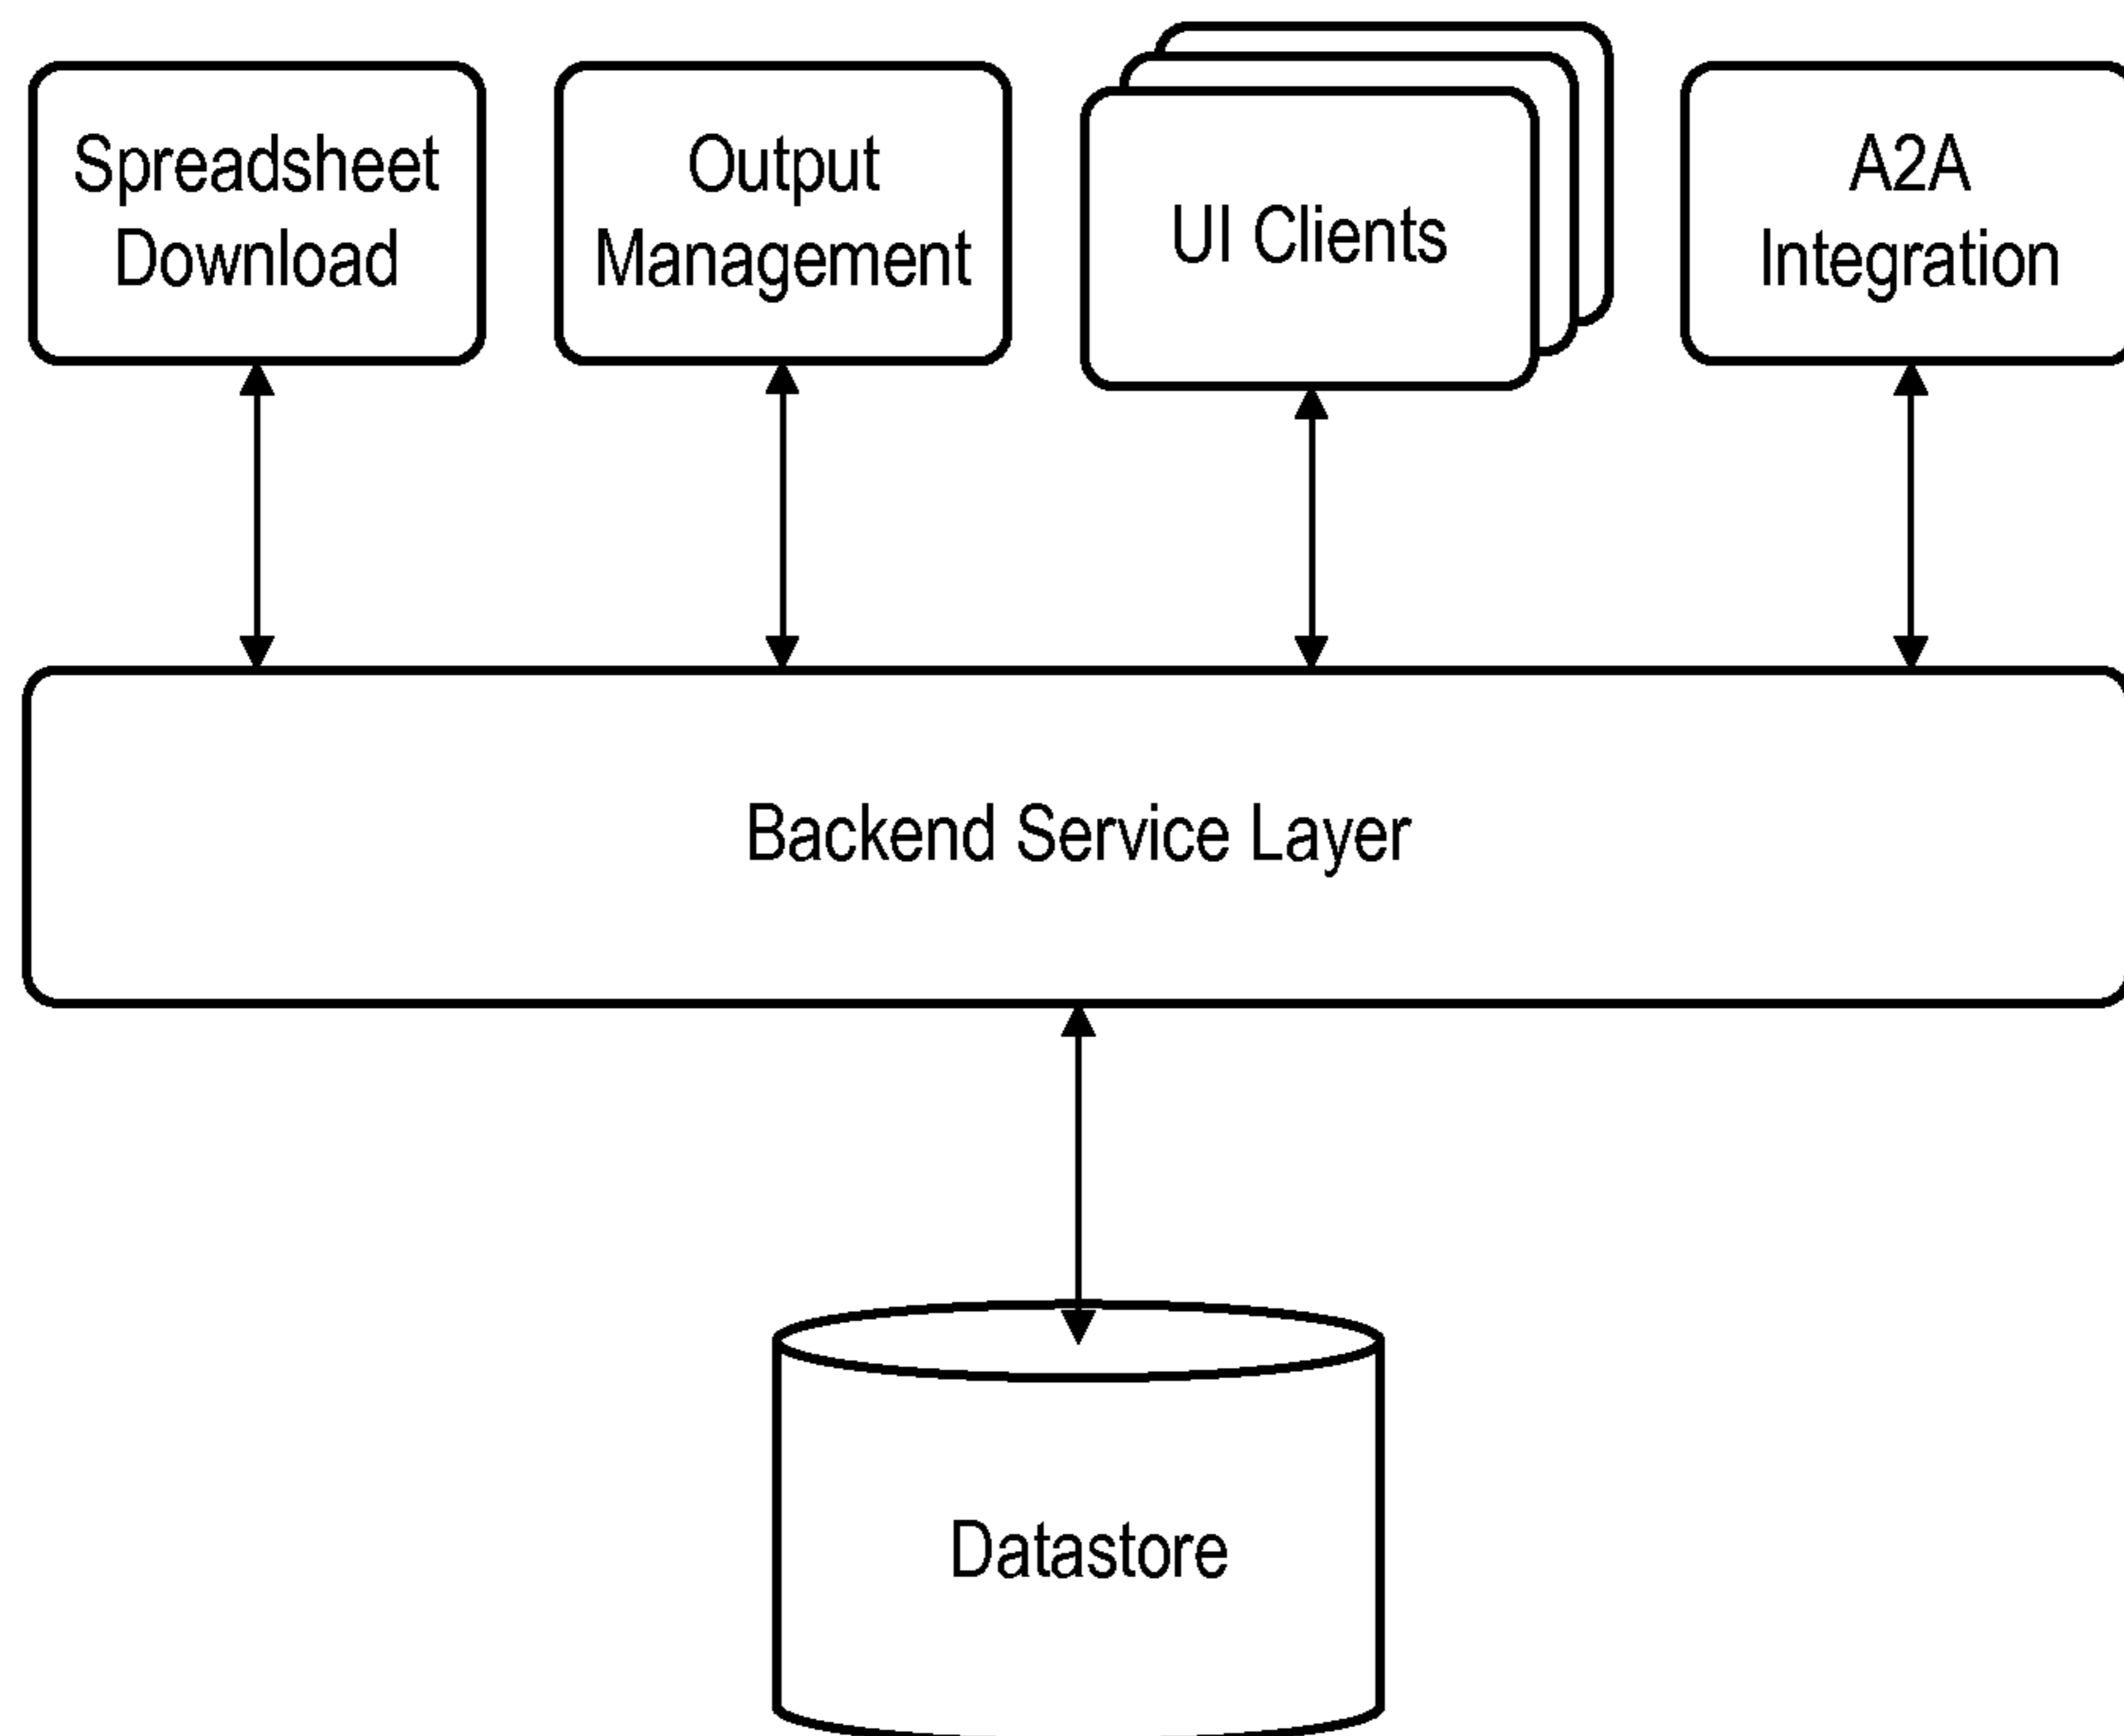 Spreadsheet
Download
Output
Management
UI Clients
A2A
Integration
Backend Service Layer
Datastore